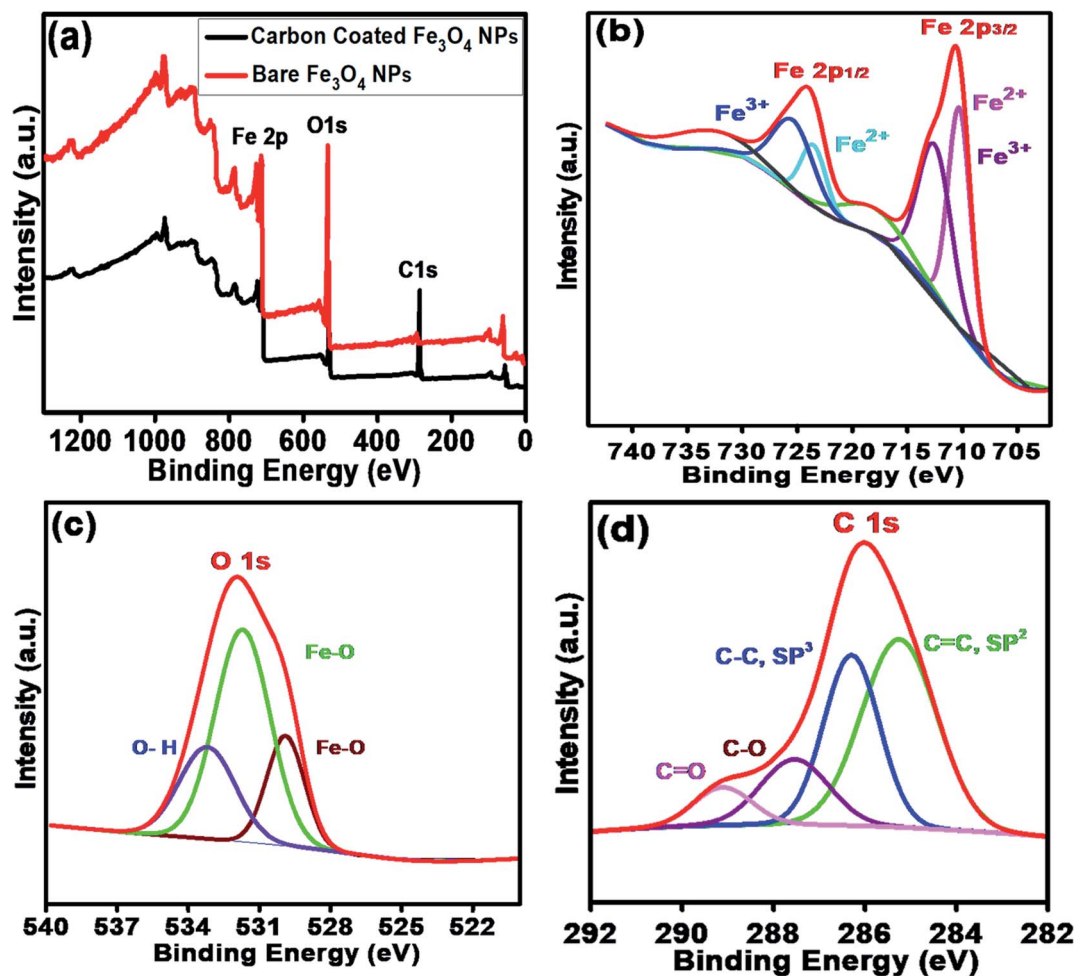 (a)
Carbon Coated Fe₃O₄ NPs
Bare Fe₃O₄ NPs
Fe 2p
O1s
C1s
Intensity (a.u.)
1200 1000 800 600 400 200 0
Binding Energy (eV)
(b)
Fe 2p3/2
Fe 2p1/2
Fe³⁺
Fe²⁺
Fe²⁺
Fe³⁺
Intensity (a.u.)
740 735 730 725 720 715 710 705
Binding Energy (eV)
(c)
O 1s
Fe-O
O- H
Fe-O
Intensity (a.u.)
540 537 534 531 528 525 522
Binding Energy (eV)
(d)
C 1s
C-C, SP³
C=C, SP²
C-O
C=O
Intensity (a.u.)
292 290 288 286 284 282
Binding Energy (eV)